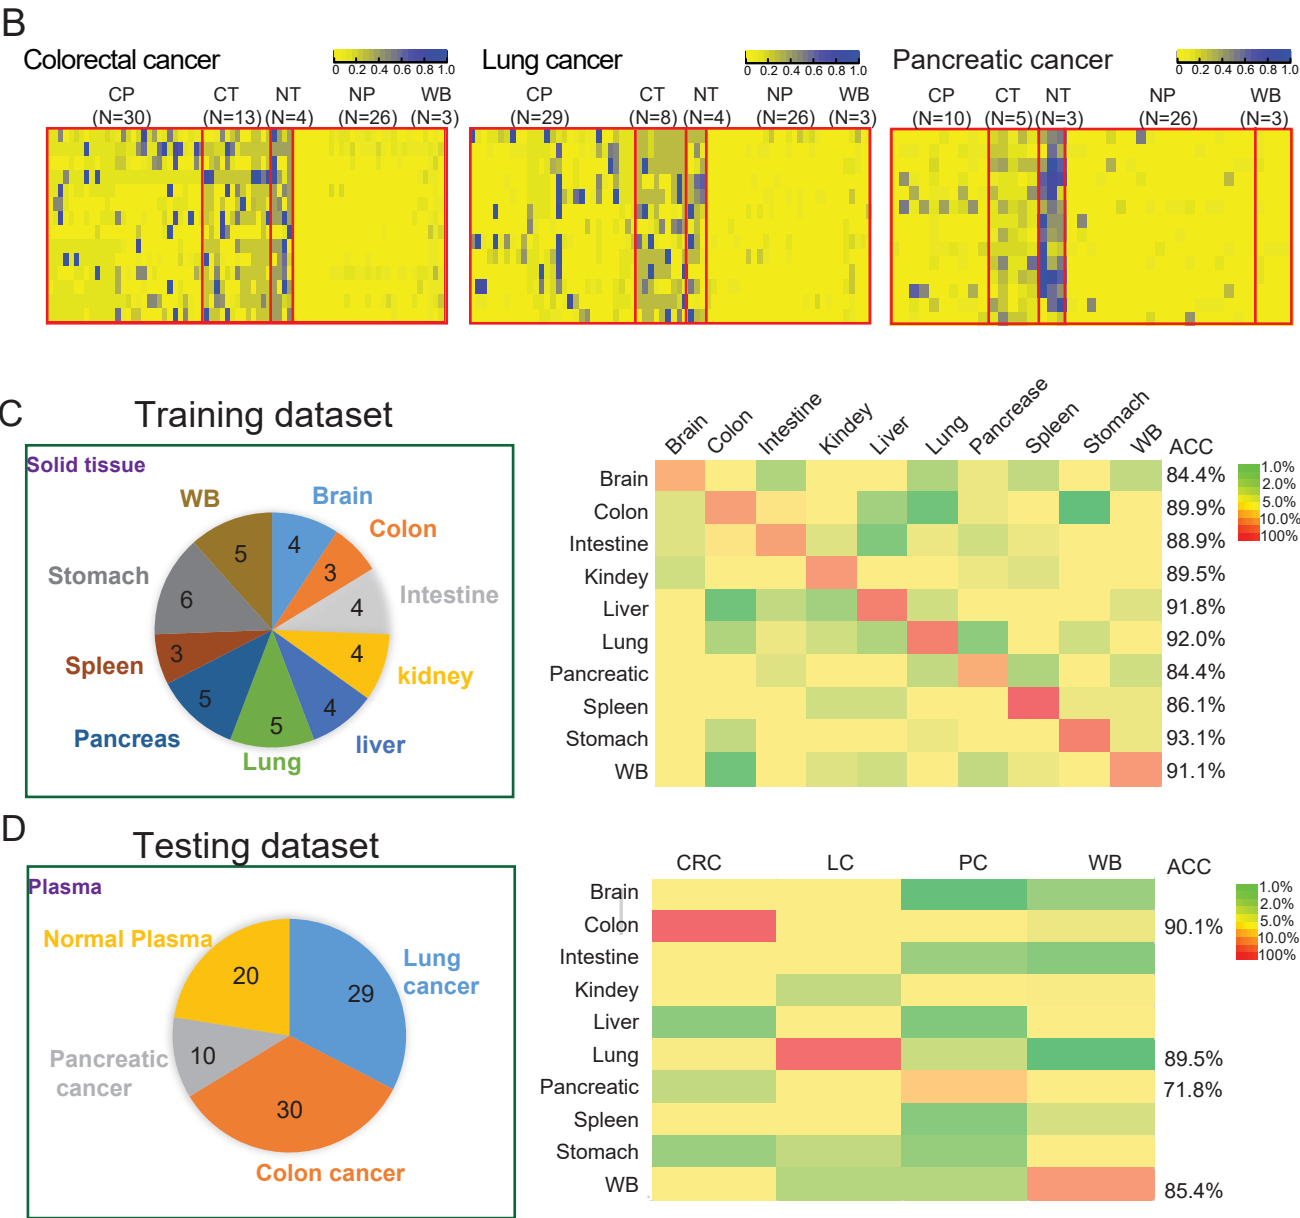 B
Colorectal cancer
0 0.2 0.4 0.6 0.8 1.0
CP CT NT NP WB
(N=30) (N=13) (N=4) (N=26) (N=3)
Lung cancer
0 0.2 0.4 0.6 0.8 1.0
CP CT NT NP WB
(N=29) (N=8) (N=4) (N=26) (N=3)
Pancreatic cancer
0 0.2 0.4 0.6 0.8 1.0
CP CT NT NP WB
(N=10) (N=5) (N=3) (N=26) (N=3)
C
Training dataset
Solid tissue
WB
Brain
Colon
Stomach
Intestine
Spleen
kidney
Pancreas
liver
Lung
5
4
3
6
4
3
4
5
4
5
Brain Colon Intestine Kindey Liver Lung Pancrease Spleen Stomach WB ACC
Brain 84.4%
Colon 89.9%
Intestine 88.9%
Kindey 89.5%
Liver 91.8%
Lung 92.0%
Pancreatic 84.4%
Spleen 86.1%
Stomach 93.1%
WB 91.1%
1.0%
2.0%
5.0%
10.0%
100%
D
Testing dataset
Plasma
Normal Plasma
Lung
cancer
Pancreatic
cancer
Colon cancer
20
29
10
30
CRC LC PC WB ACC
Brain
Colon 90.1%
Intestine
Kindey
Liver
Lung 89.5%
Pancreatic 71.8%
Spleen
Stomach
WB 85.4%
1.0%
2.0%
5.0%
10.0%
100%